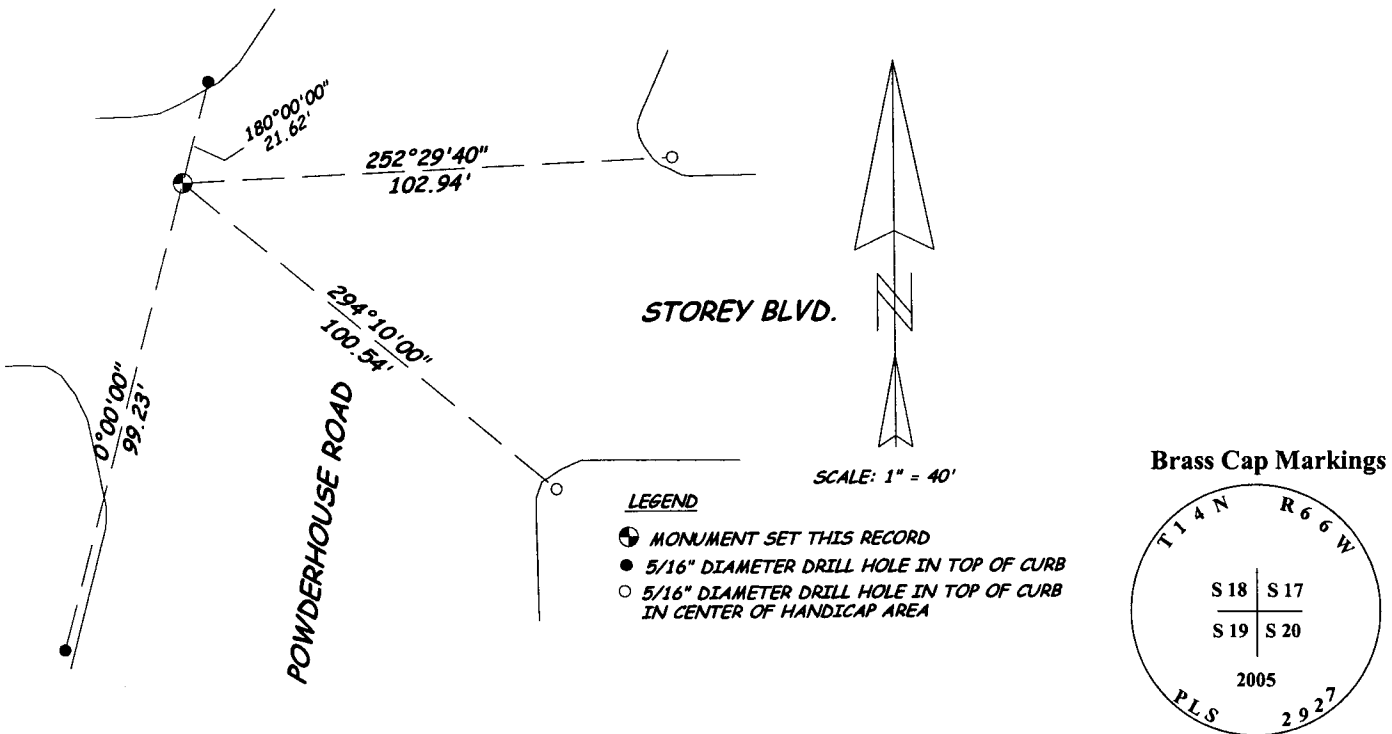 180°00'00"
21.62'
252°29'40"
102.94'
294°10'00"
100.54'
0°00'00"
99.23'
STOREY BLVD.
POWDERHOUSE ROAD
N
SCALE: 1" = 40'
LEGEND
MONUMENT SET THIS RECORD
5/16" DIAMETER DRILL HOLE IN TOP OF CURB
5/16" DIAMETER DRILL HOLE IN TOP OF CURB
IN CENTER OF HANDICAP AREA
Brass Cap Markings
T14N R66W
S 18 S 17
S 19 S 20
2005
PLS 2927